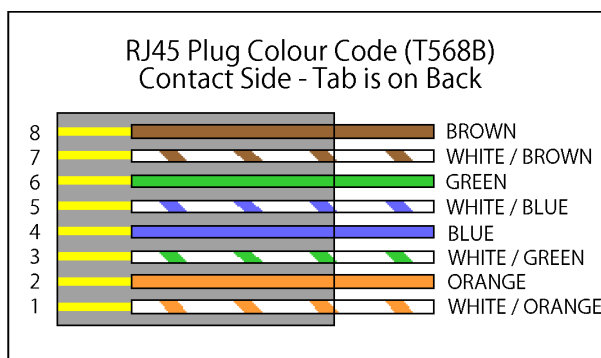 RJ45 Plug Colour Code (T568B)
Contact Side - Tab is on Back
8 BROWN
7 WHITE / BROWN
6 GREEN
5 WHITE / BLUE
4 BLUE
3 WHITE / GREEN
2 ORANGE
1 WHITE / ORANGE